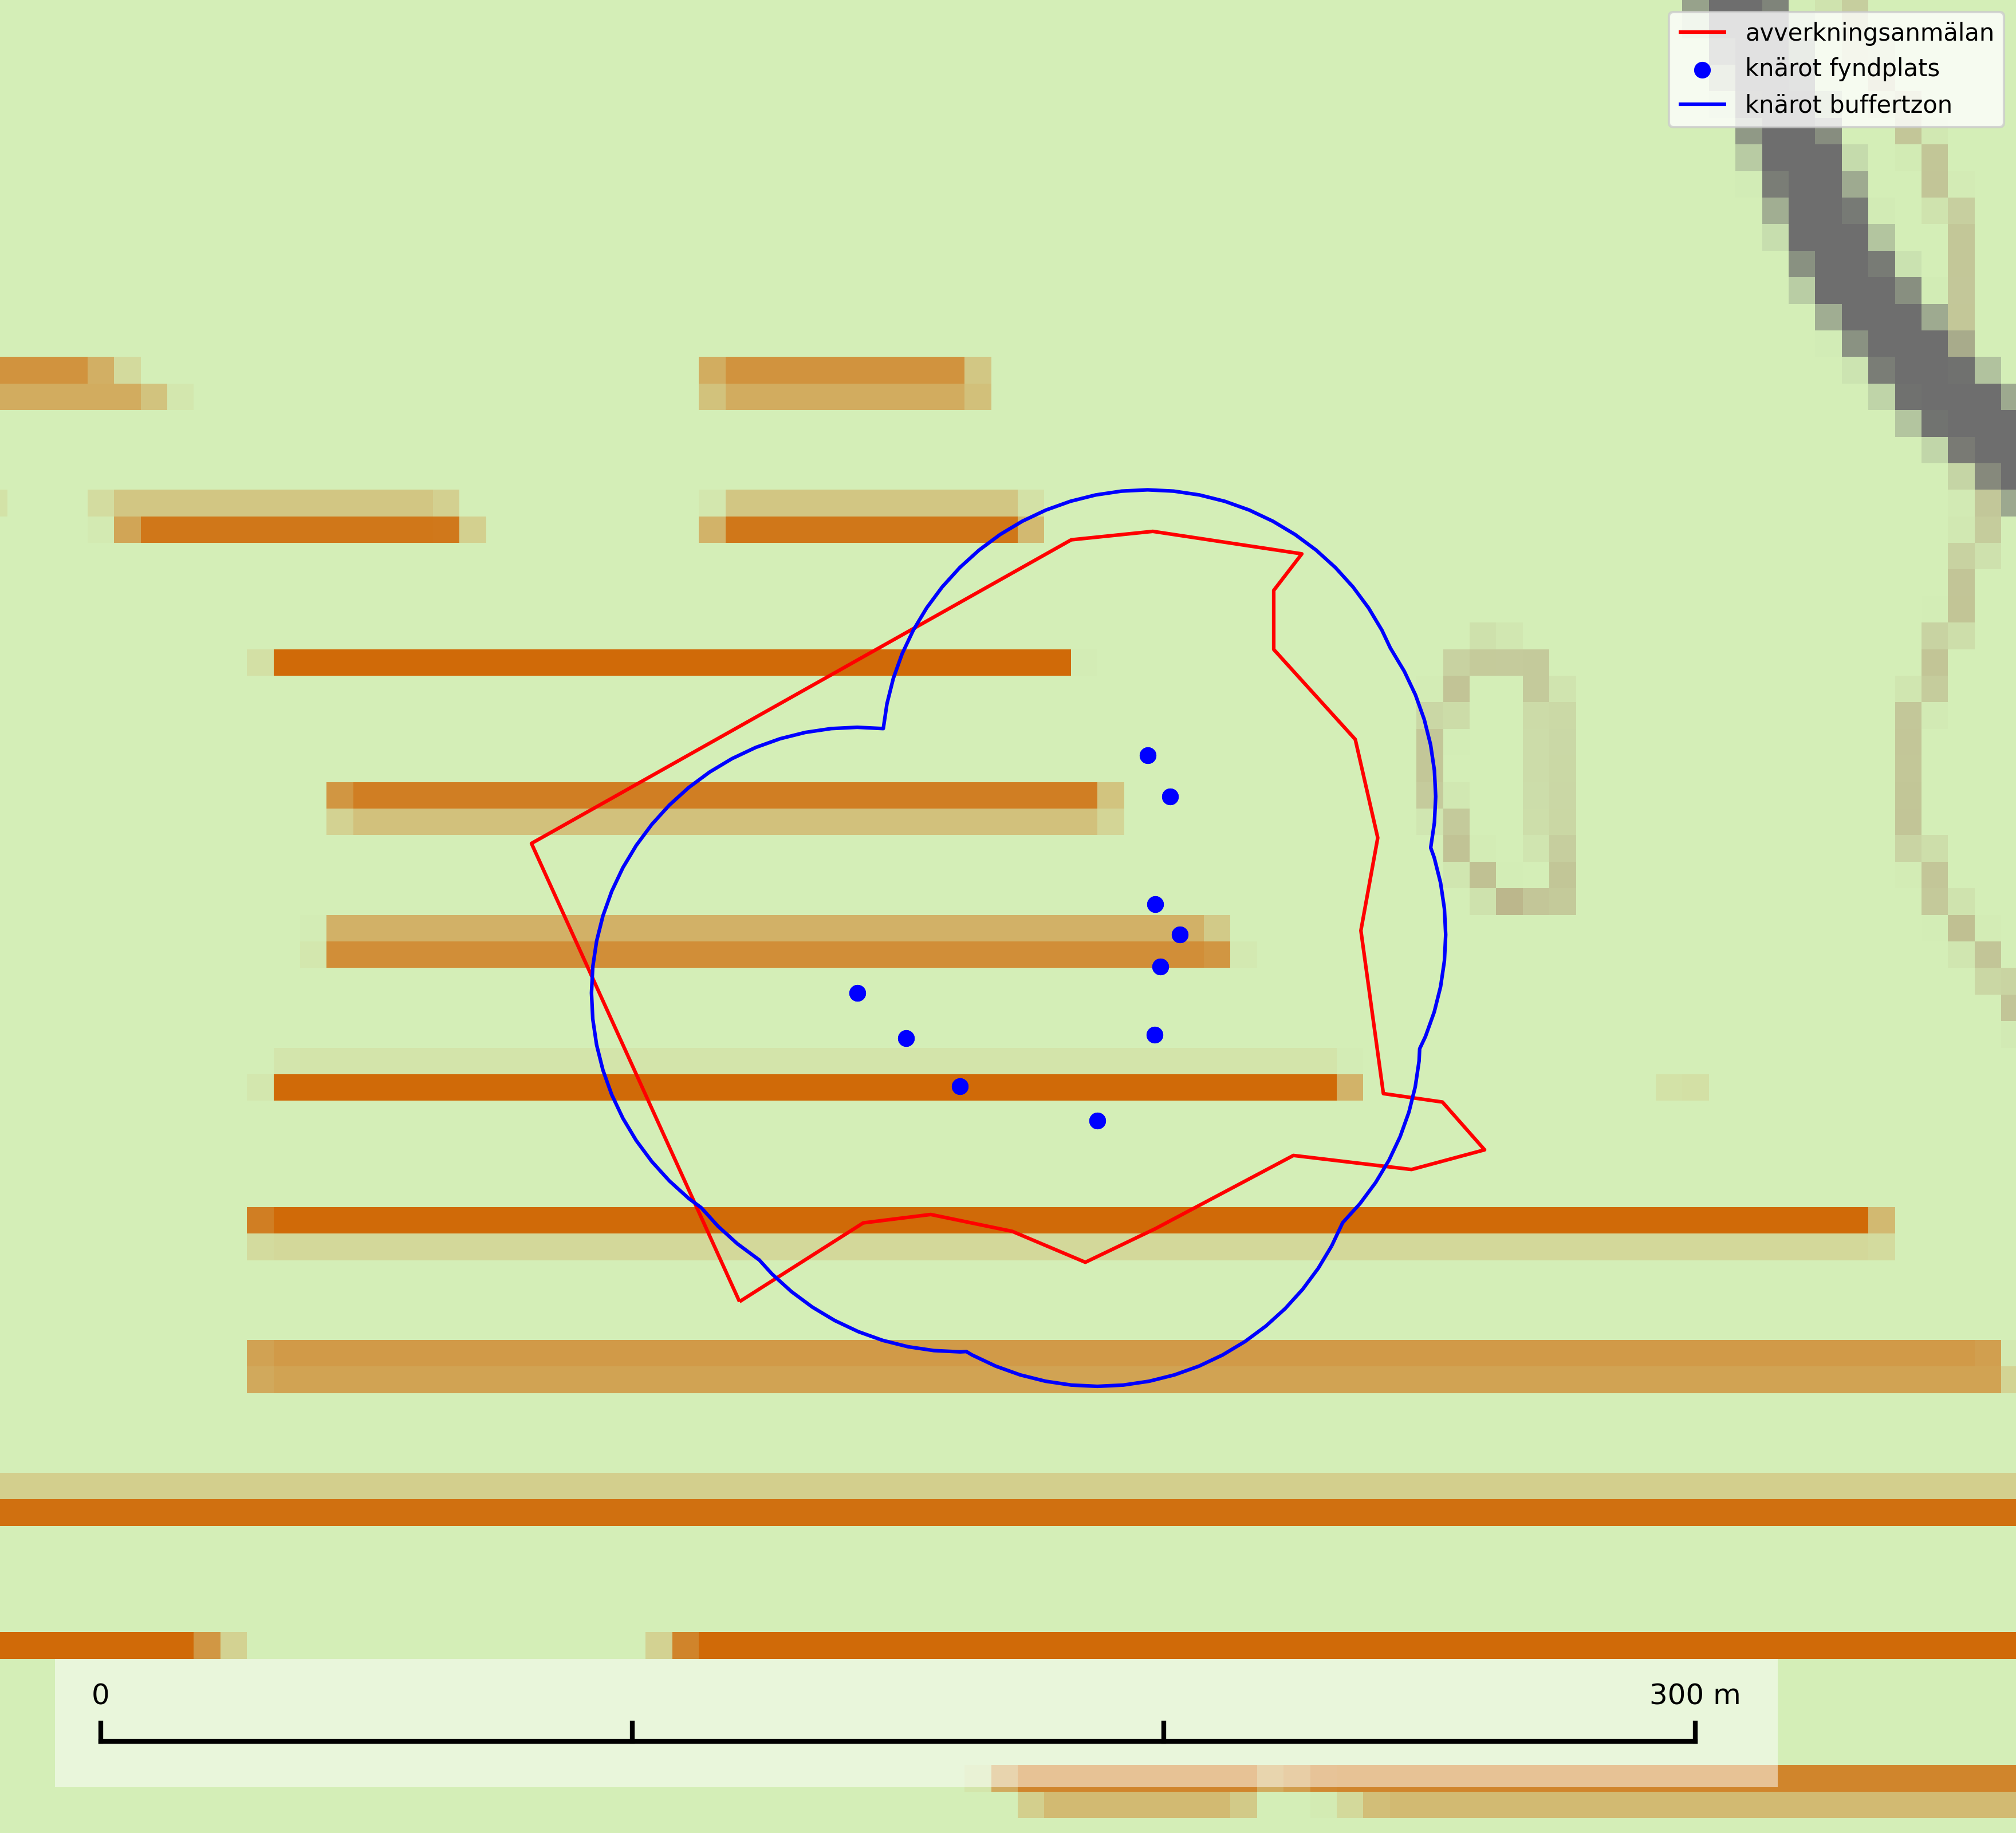 avverkningsanmälan
knärot fyndplats
knärot buffertzon
0 300 m